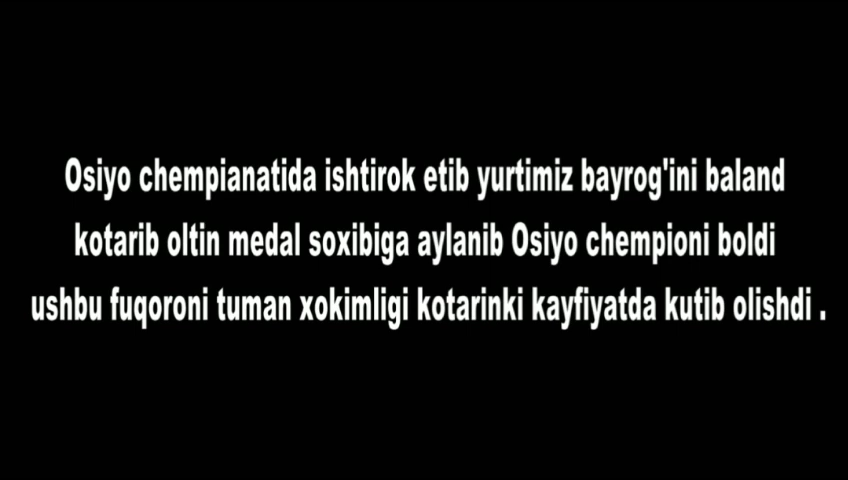 Osiyo chempianatida ishtirok etib yurtimiz bayrog'ini baland
kotarib oltin medal soxibiga aylanib Osiyo chempioni boldi
ushbu fuqoroni tuman xokimligi kotarinki kayfiyatda kutib olishdi .